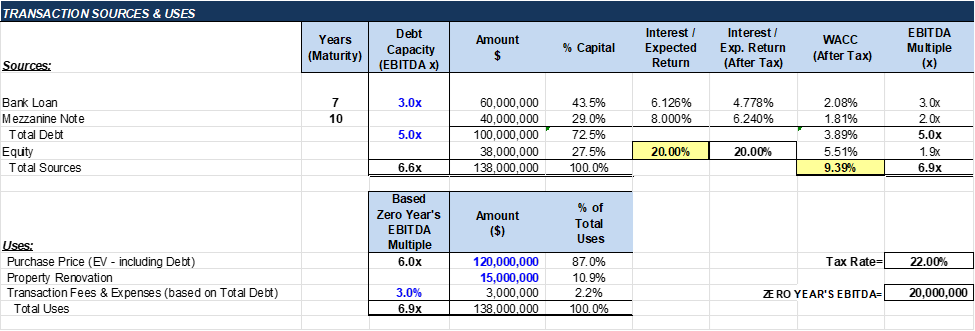 TRANSACTION SOURCES & USES
Sources: Years (Maturity) Debt Capacity (EBITDA x) Amount $ % Capital Interest / Expected Return Interest / Exp. Return (After Tax) WACC (After Tax) EBITDA Multiple (x)
Bank Loan 7 3.0x 60,000,000 43.5% 6.126% 4.778% 2.08% 3.0x
Mezzanine Note 10 40,000,000 29.0% 8.000% 6.240% 1.81% 2.0x
Total Debt 5.0x 100,000,000 72.5% 3.89% 5.0x
Equity 38,000,000 27.5% 20.00% 20.00% 5.51% 1.9x
Total Sources 6.6x 138,000,000 100.0% 9.39% 6.9x
Uses: Based Zero Year's EBITDA Multiple Amount ($) % of Total Uses
Purchase Price (EV - including Debt) 6.0x 120,000,000 87.0% Tax Rate= 22.00%
Property Renovation 15,000,000 10.9%
Transaction Fees & Expenses (based on Total Debt) 3.0% 3,000,000 2.2% ZERO YEAR'S EBITDA= 20,000,000
Total Uses 6.9x 138,000,000 100.0%